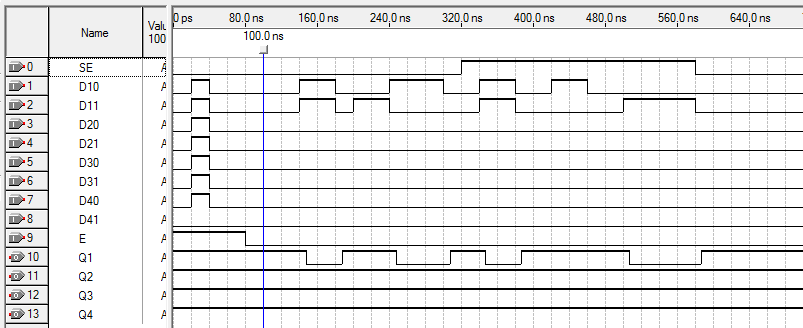 Name
Valu
100
0 ps
80.0 ns
160.0 ns
240.0 ns
320.0 ns
400.0 ns
480.0 ns
560.0 ns
640.0 ns
100.0 ns
0 SE A
1 D10 A
2 D11 A
3 D20 A
4 D21 A
5 D30 A
6 D31 A
7 D40 A
8 D41 A
9 E A
10 Q1 A
11 Q2 A
12 Q3 A
13 Q4 A